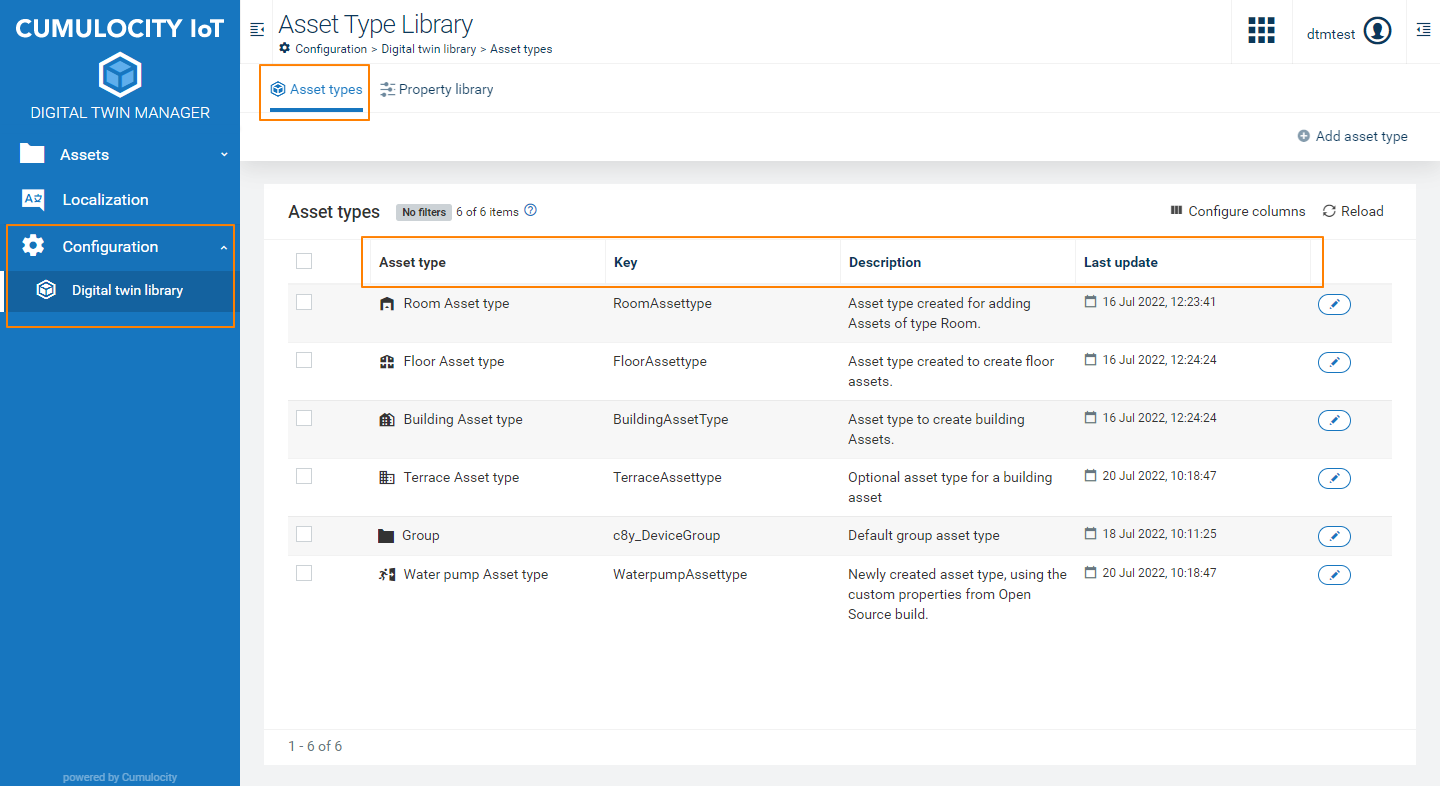 CUMULOCITY IoT
DIGITAL TWIN MANAGER
Assets
Localization
Configuration
Digital twin library
powered by Cumulocity
Asset Type Library
Configuration > Digital twin library > Asset types
dtmtest
Asset types
Property library
Add asset type
Asset types
No filters
6 of 6 items
Configure columns
Reload
Asset type Key Description Last update
Room Asset type RoomAssettype Asset type created for adding 16 Jul 2022, 12:23:41
Assets of type Room.
Floor Asset type FloorAssettype Asset type created to create floor 16 Jul 2022, 12:24:24
assets.
Building Asset type BuildingAssetType Asset type to create building 16 Jul 2022, 12:24:24
Assets.
Terrace Asset type TerraceAssettype Optional asset type for a building 20 Jul 2022, 10:18:47
asset
Group c8y_DeviceGroup Default group asset type 18 Jul 2022, 10:11:25
Water pump Asset type WaterpumpAssettype Newly created asset type, using the 20 Jul 2022, 10:18:47
custom properties from Open
Source build.
1 - 6 of 6